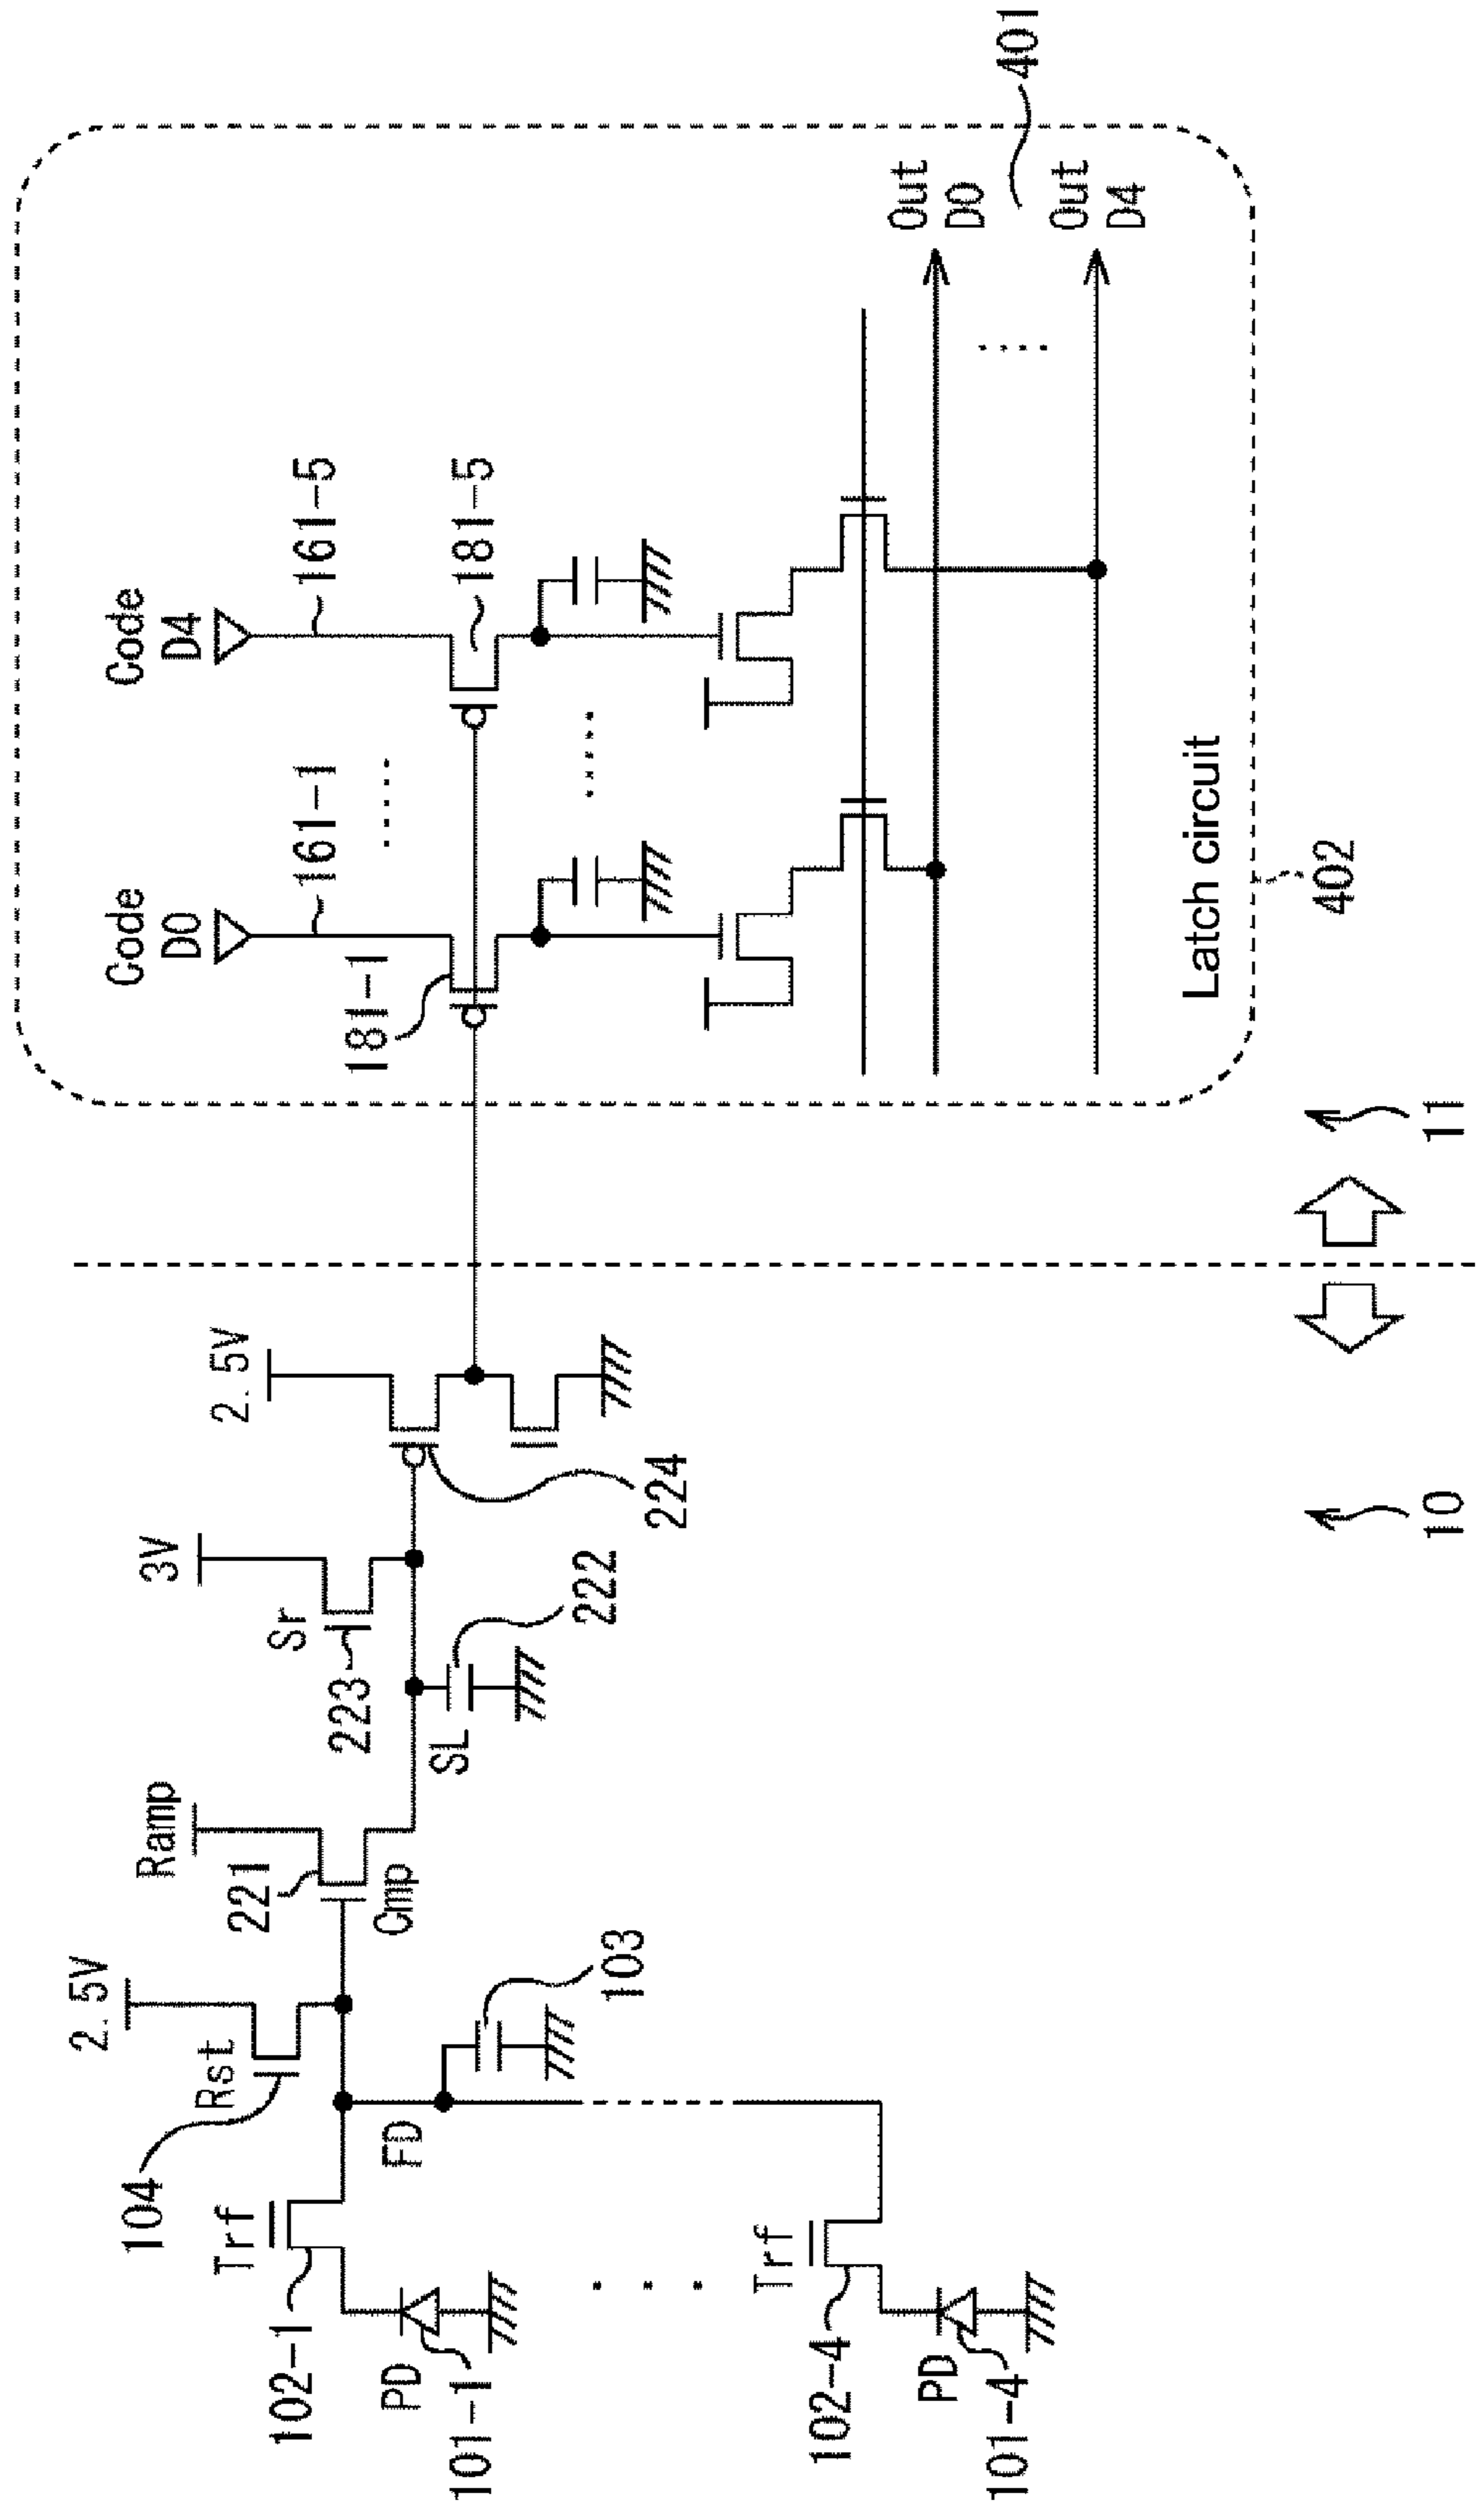 2.5V
Rst
104
Trf
102-1
PD
101-1
FD
103
Trf
102-4
PD
101-4
Ramp
221
Cmp
3V
Sr
223
SL
222
2.5V
224
10
11
Code
D0
161-1
181-1
Code
D4
161-5
181-5
Out
D0
Out
D4
401
Latch circuit
402